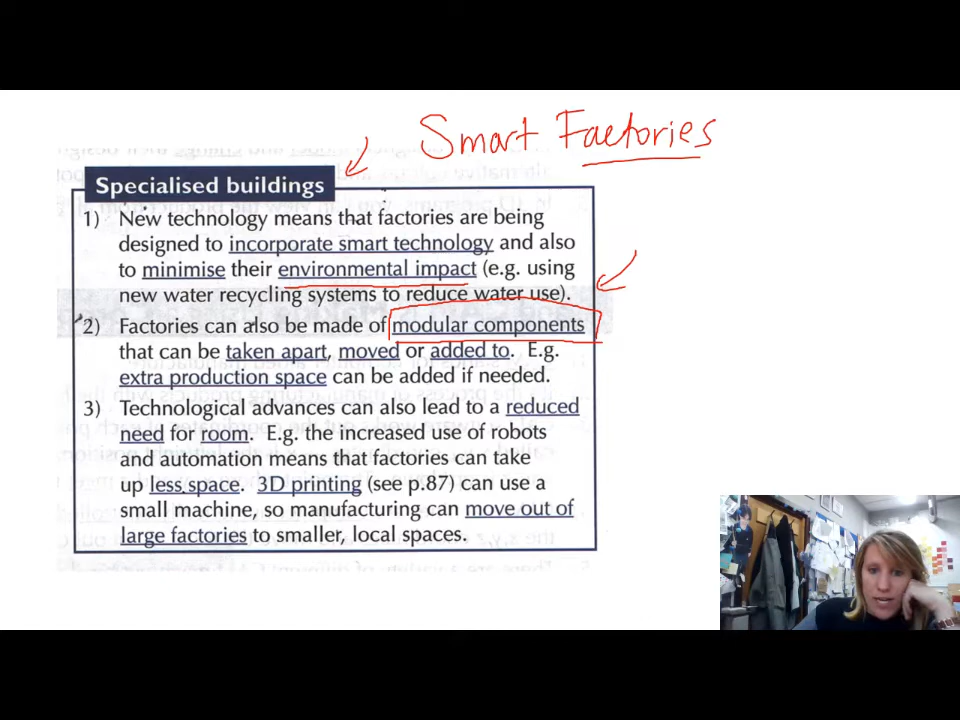 Smart Factories
Specialised buildings
1) New technology means that factories are being
designed to incorporate smart technology and also
to minimise their environmental impact (e.g. using
new water recycling systems to reduce water use).
2) Factories can also be made of modular components
that can be taken apart, moved or added to. E.g.
extra production space can be added if needed.
3) Technological advances can also lead to a reduced
need for room. E.g. the increased use of robots
and automation means that factories can take
up less space. 3D printing (see p.87) can use a
small machine, so manufacturing can move out of
large factories to smaller, local spaces.